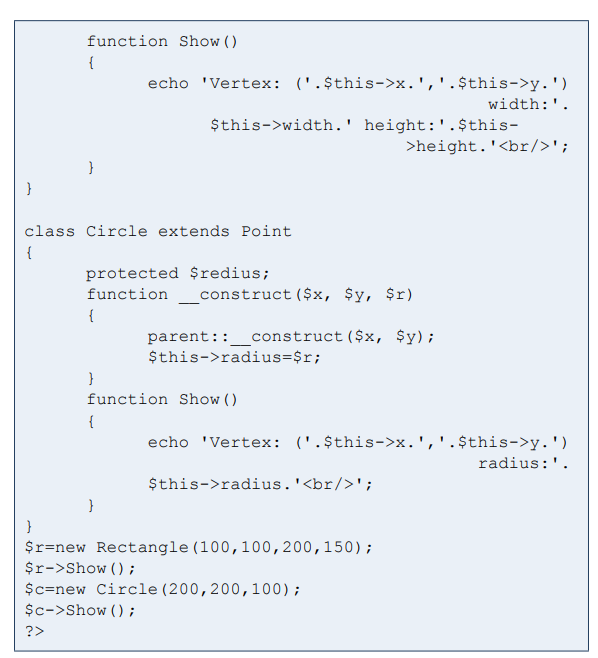 function Show()
{
echo 'Vertex: ('.$this->x.','.$this->y.')
width:'.
$this->width.' height:'.$this-
>height.'<br/>';
}
}
class Circle extends Point
{
protected $redius;
function __construct($x, $y, $r)
{
parent::__construct($x, $y);
$this->radius=$r;
}
function Show()
{
echo 'Vertex: ('.$this->x.','.$this->y.')
radius:'.
$this->radius.'<br/>';
}
}
$r=new Rectangle(100,100,200,150);
$r->Show();
$c=new Circle(200,200,100);
$c->Show();
?>